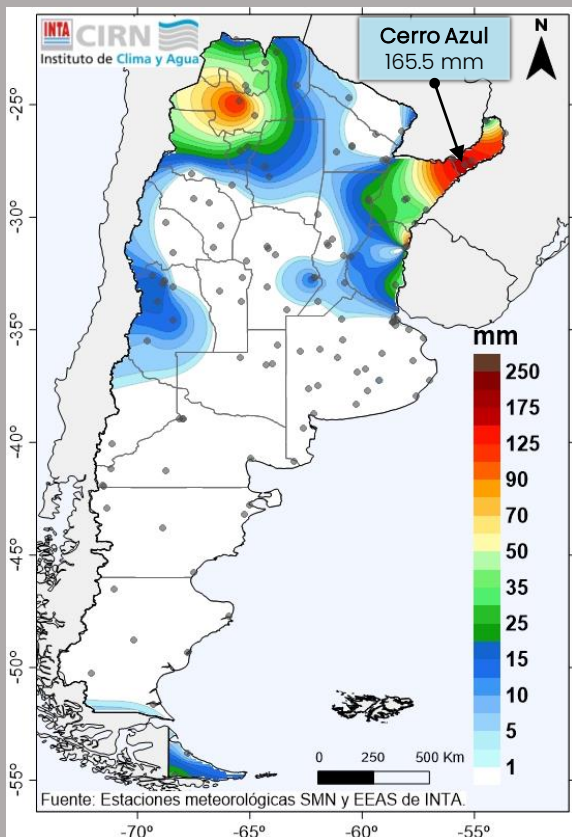 INTA
CIRN
Instituto de Clima y Agua
Cerro Azul
165.5 mm
N
-25°
-30°
-35°
-40°
-45°
-50°
-55°
mm
250
175
125
90
70
50
35
25
15
10
5
1
0 250 500 Km
Fuente: Estaciones meteorológicas SMN y EEAS de INTA.
-70° -65° -60° -55°